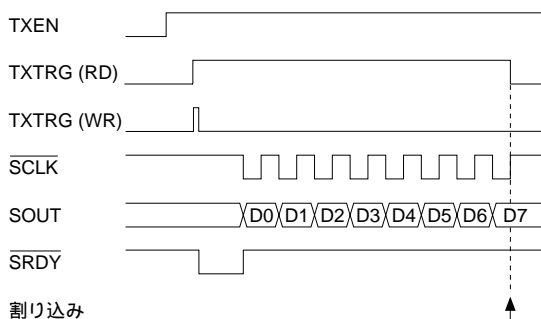 TXEN
TXTRG (RD)
TXTRG (WR)
SCLK
SOUT D0 D1 D2 D3 D4 D5 D6 D7
SRDY
割り込み